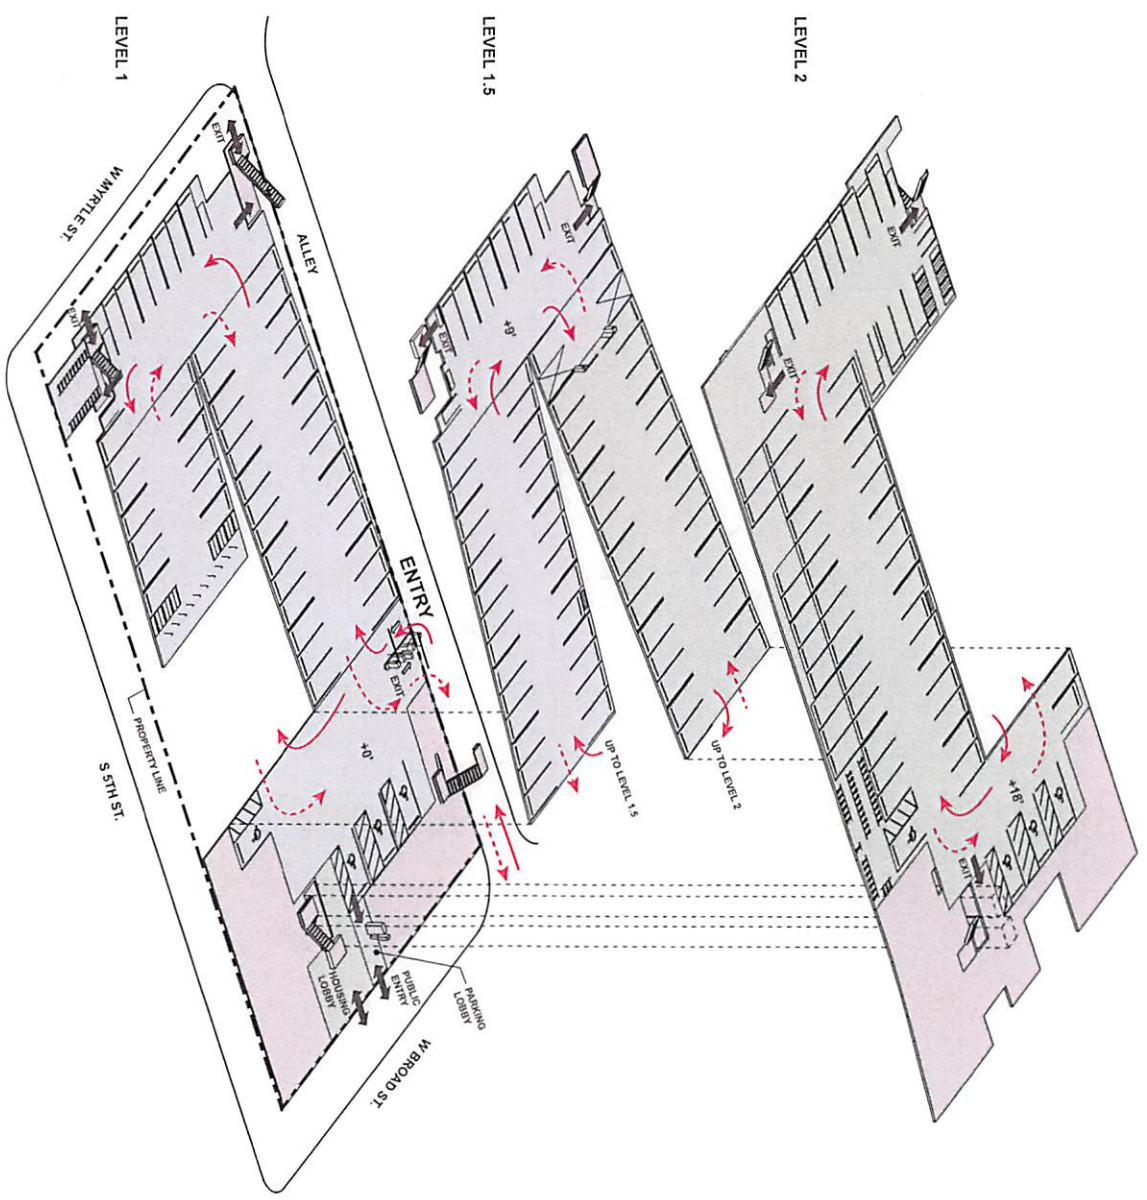 LEVEL 2
EXIT
EXIT
+18'
EXIT
LEVEL 1.5
EXIT
+9'
EXIT
UP TO LEVEL 2
UP TO LEVEL 1.5
LEVEL 1
EXIT
ALLEY
W MYRTLE ST.
EXIT
ENTRY
EXIT
+0'
PROPERTY LINE
S 5TH ST.
HOUSING
LOBBY
PUBLIC
ENTRY
PARKING
LOBBY
W BROAD ST.